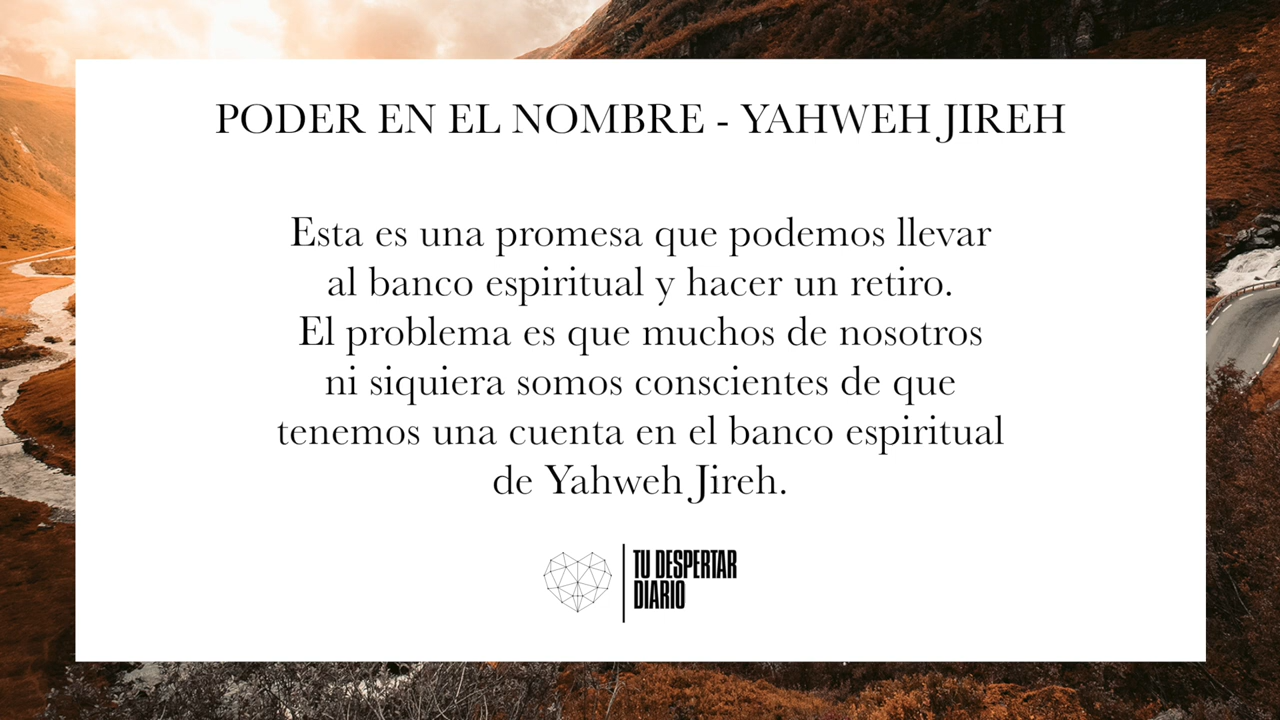 PODER EN EL NOMBRE - YAHWEH JIREH
Esta es una promesa que podemos llevar
al banco espiritual y hacer un retiro.
El problema es que muchos de nosotros
ni siquiera somos conscientes de que
tenemos una cuenta en el banco espiritual
de Yahweh Jireh.
TU DESPERTAR
DIARIO